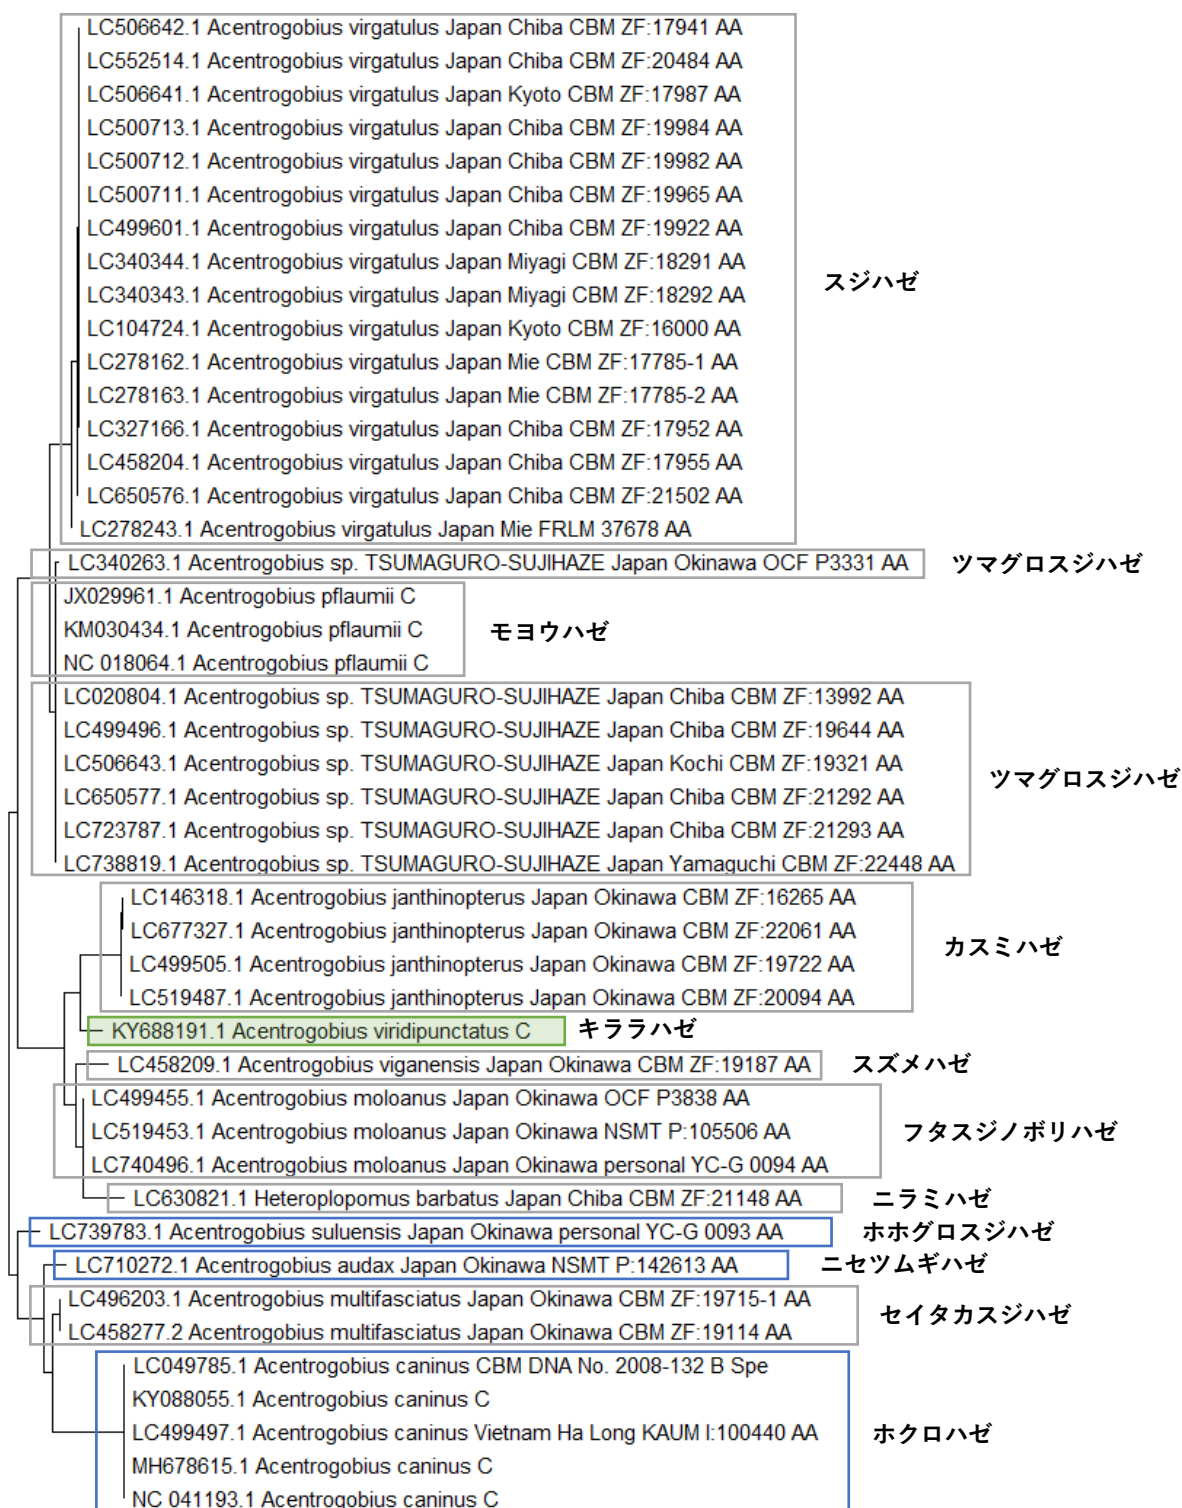 LC506642.1 Acentrogobius virgatulus Japan Chiba CBM ZF:17941 AA
LC552514.1 Acentrogobius virgatulus Japan Chiba CBM ZF:20484 AA
LC506641.1 Acentrogobius virgatulus Japan Kyoto CBM ZF:17987 AA
LC500713.1 Acentrogobius virgatulus Japan Chiba CBM ZF:19984 AA
LC500712.1 Acentrogobius virgatulus Japan Chiba CBM ZF:19982 AA
LC500711.1 Acentrogobius virgatulus Japan Chiba CBM ZF:19965 AA
LC499601.1 Acentrogobius virgatulus Japan Chiba CBM ZF:19922 AA
LC340344.1 Acentrogobius virgatulus Japan Miyagi CBM ZF:18291 AA
スジハゼ
LC340343.1 Acentrogobius virgatulus Japan Miyagi CBM ZF:18292 AA
LC104724.1 Acentrogobius virgatulus Japan Kyoto CBM ZF:16000 AA
LC278162.1 Acentrogobius virgatulus Japan Mie CBM ZF:17785-1 AA
LC278163.1 Acentrogobius virgatulus Japan Mie CBM ZF:17785-2 AA
LC327166.1 Acentrogobius virgatulus Japan Chiba CBM ZF:17952 AA
LC458204.1 Acentrogobius virgatulus Japan Chiba CBM ZF:17955 AA
LC650576.1 Acentrogobius virgatulus Japan Chiba CBM ZF:21502 AA
LC278243.1 Acentrogobius virgatulus Japan Mie FRLM 37678 AA
LC340263.1 Acentrogobius sp. TSUMAGURO-SUJIHAZE Japan Okinawa OCF P3331 AA
ツマグロスジハゼ
JX029961.1 Acentrogobius pflaumii C
KM030434.1 Acentrogobius pflaumii C
モヨウハゼ
NC 018064.1 Acentrogobius pflaumii C
LC020804.1 Acentrogobius sp. TSUMAGURO-SUJIHAZE Japan Chiba CBM ZF:13992 AA
LC499496.1 Acentrogobius sp. TSUMAGURO-SUJIHAZE Japan Chiba CBM ZF:19644 AA
LC506643.1 Acentrogobius sp. TSUMAGURO-SUJIHAZE Japan Kochi CBM ZF:19321 AA
ツマグロスジハゼ
LC650577.1 Acentrogobius sp. TSUMAGURO-SUJIHAZE Japan Chiba CBM ZF:21292 AA
LC723787.1 Acentrogobius sp. TSUMAGURO-SUJIHAZE Japan Chiba CBM ZF:21293 AA
LC738819.1 Acentrogobius sp. TSUMAGURO-SUJIHAZE Japan Yamaguchi CBM ZF:22448 AA
LC146318.1 Acentrogobius janthinopterus Japan Okinawa CBM ZF:16265 AA
LC677327.1 Acentrogobius janthinopterus Japan Okinawa CBM ZF:22061 AA
カスミハゼ
LC499505.1 Acentrogobius janthinopterus Japan Okinawa CBM ZF:19722 AA
LC519487.1 Acentrogobius janthinopterus Japan Okinawa CBM ZF:20094 AA
KY688191.1 Acentrogobius viridipunctatus C
キララハゼ
LC458209.1 Acentrogobius viganensis Japan Okinawa CBM ZF:19187 AA
スズメハゼ
LC499455.1 Acentrogobius moloanus Japan Okinawa OCF P3838 AA
LC519453.1 Acentrogobius moloanus Japan Okinawa NSMT P:105506 AA
フタスジノボリハゼ
LC740496.1 Acentrogobius moloanus Japan Okinawa personal YC-G 0094 AA
LC630821.1 Heteroplopomus barbatus Japan Chiba CBM ZF:21148 AA
ニラミハゼ
LC739783.1 Acentrogobius suluensis Japan Okinawa personal YC-G 0093 AA
ホホグロスジハゼ
LC710272.1 Acentrogobius audax Japan Okinawa NSMT P:142613 AA
ニセツムギハゼ
LC496203.1 Acentrogobius multifasciatus Japan Okinawa CBM ZF:19715-1 AA
セイタカスジハゼ
LC458277.2 Acentrogobius multifasciatus Japan Okinawa CBM ZF:19114 AA
LC049785.1 Acentrogobius caninus CBM DNA No. 2008-132 B Spe
KY088055.1 Acentrogobius caninus C
LC499497.1 Acentrogobius caninus Vietnam Ha Long KAUM I:100440 AA
ホクロハゼ
MH678615.1 Acentrogobius caninus C
NC 041193.1 Acentrogobius caninus C